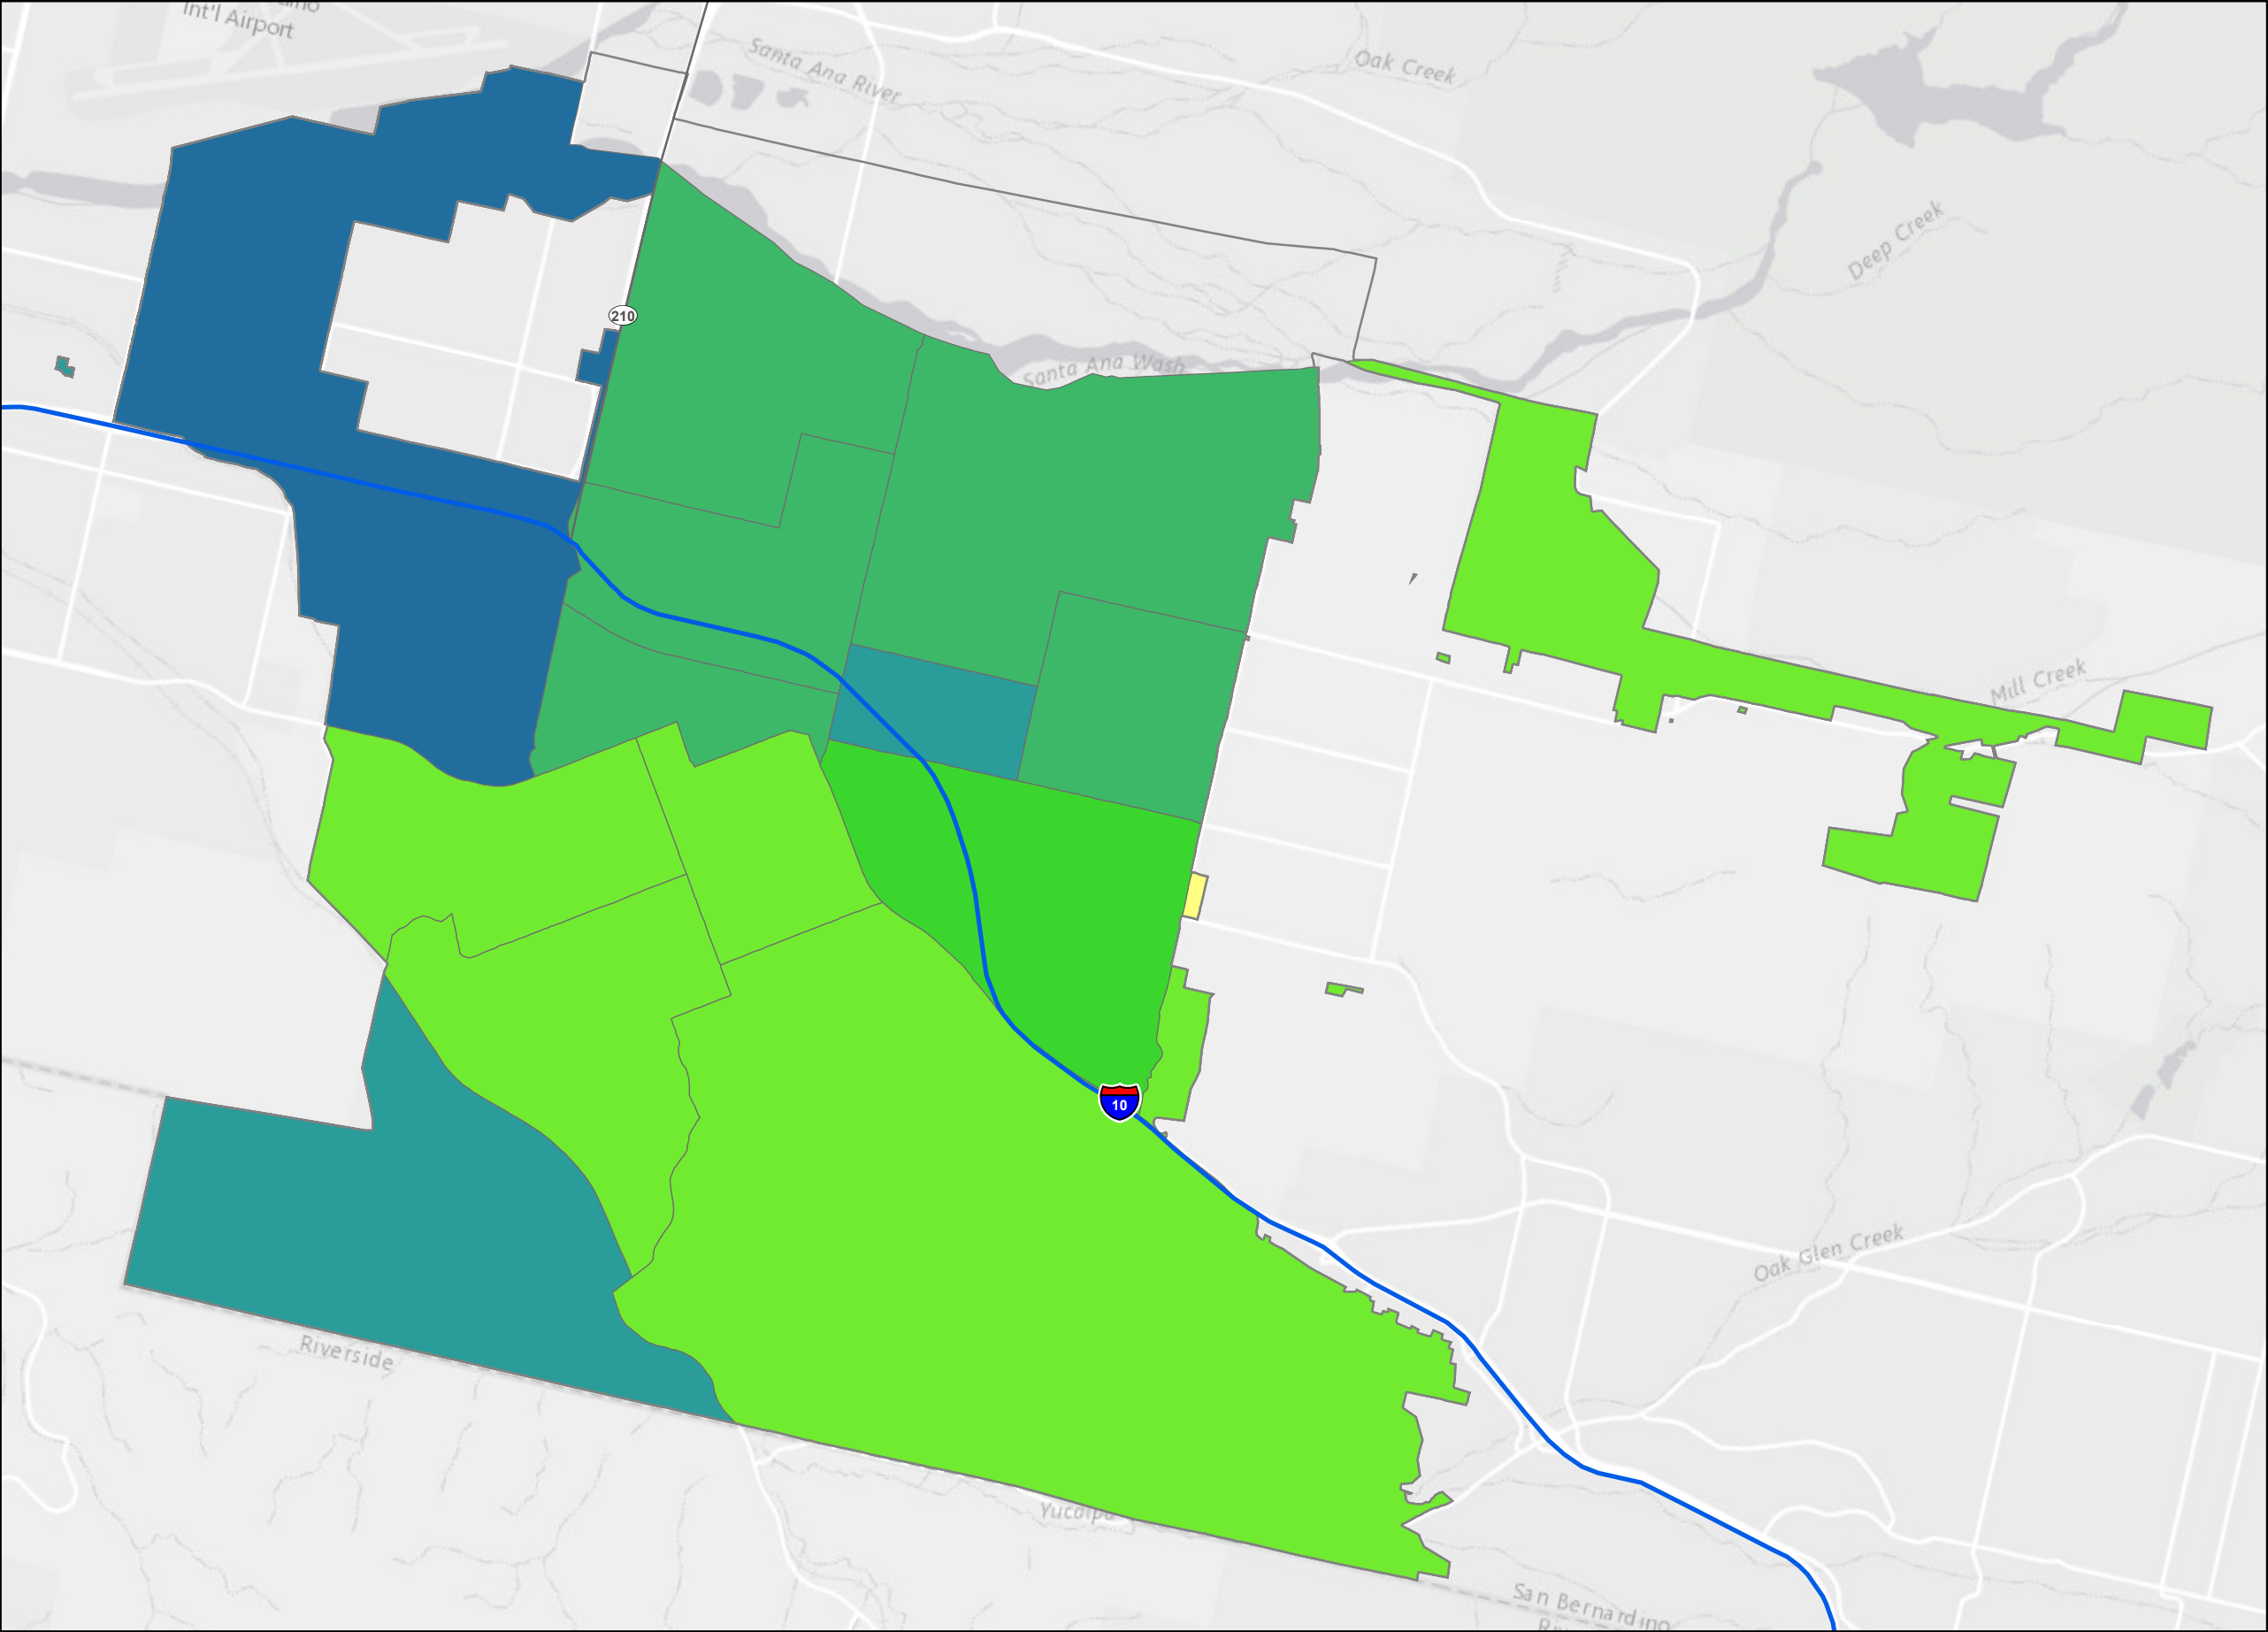 Int'l Airport
Santa Ana River
Oak Creek
Deep Creek
210
Santa Ana Wash
Mill Creek
10
Oak Glen Creek
Riverside
Yucaipa
San Bernardino